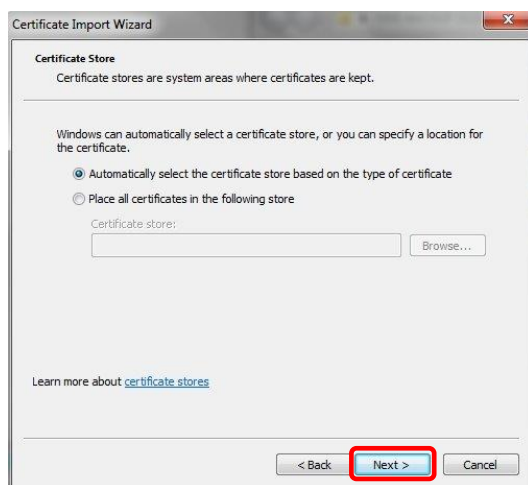 Certificate Import Wizard
Certificate Store
Certificate stores are system areas where certificates are kept.
Windows can automatically select a certificate store, or you can specify a location for
the certificate.
Automatically select the certificate store based on the type of certificate
Place all certificates in the following store
Certificate store:
Browse...
Learn more about certificate stores
< Back
Next >
Cancel